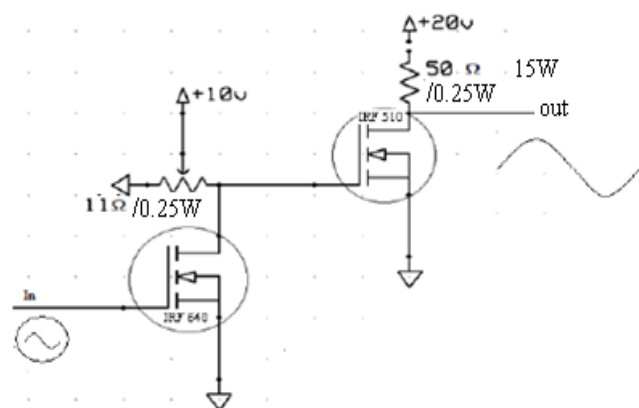 +20v
50 Ω 15W
/0.25W
+10v
IRF 510
out
11Ω /0.25W
In
IRF 640